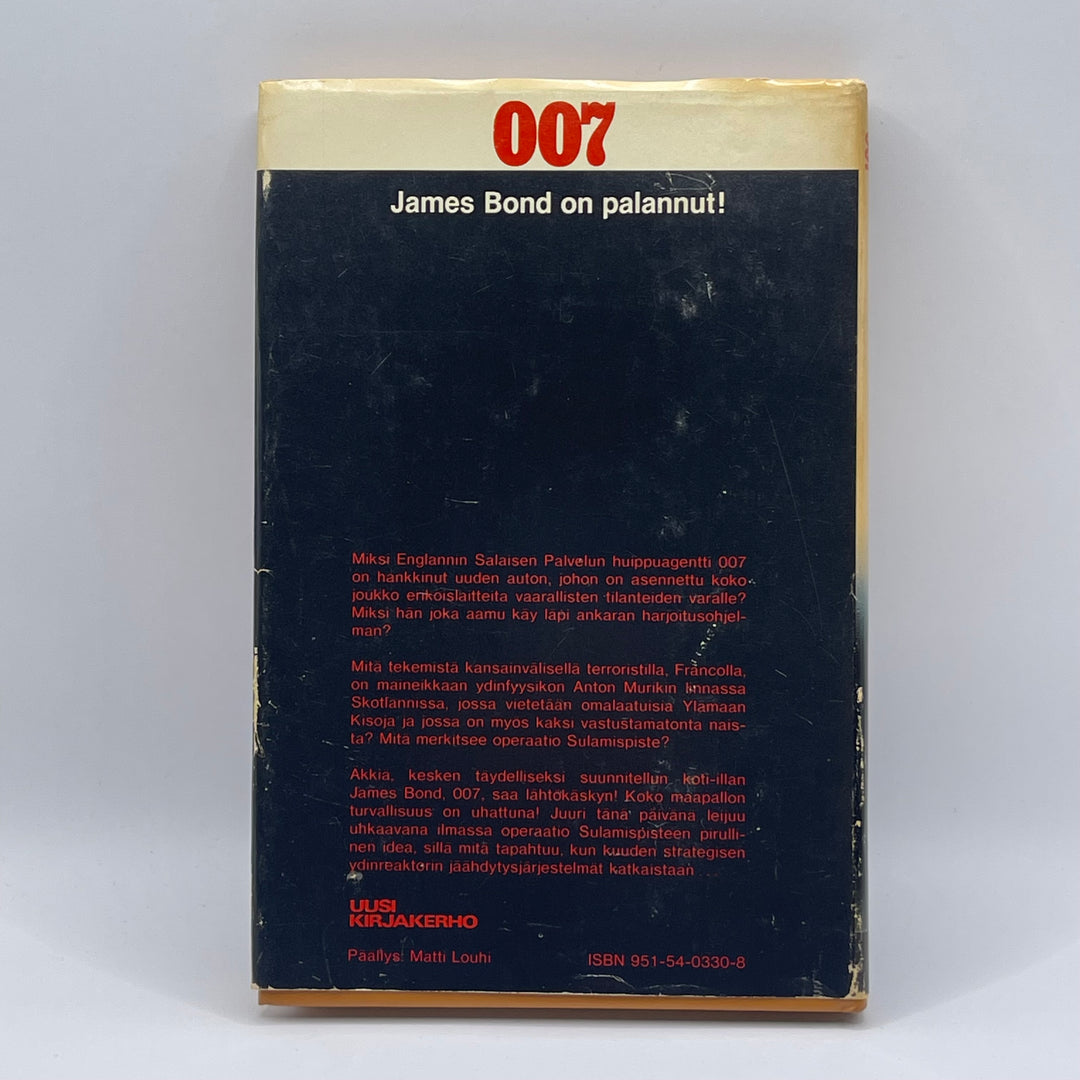 007
James Bond on palannut!
Miksi Englannin Salaisen Palvelun huippuagentti 007
on hankkinut uuden auton, johon on asennettu koko
joukko erikoislaitteita vaarallisten tilanteiden varalle?
Miksi hän joka aamu käy läpi ankaran harjoitusohjel-
man?
Mitä tekemistä kansainvälisellä terroristilla, Francolla,
on maineikkaan ydinfyysikon Anton Murikin linnassa
Skotlannissa, jossa vietetään omalaatuisia Ylämaan
Kisoja ja jossa on myös kaksi vastustamatonta nais-
ta? Mitä merkitsee operaatio Sulamispiste?
Äkkiä, kesken täydelliseksi suunnitellun koti-illan
James Bond, 007, saa lähtökäskyn! Koko maapallon
turvallisuus on uhattuna! Juuri tänä päivänä leijuu
uhkaavana ilmassa operaatio Sulamispisteen pirulli-
nen idea, sillä mitä tapahtuu, kun kuuden strategisen
ydinreaktorin jäähdytysjärjestelmät katkaistaan ...
UUSI
KIRJAKERHO
Päällys: Matti Louhi
ISBN 951-54-0330-8